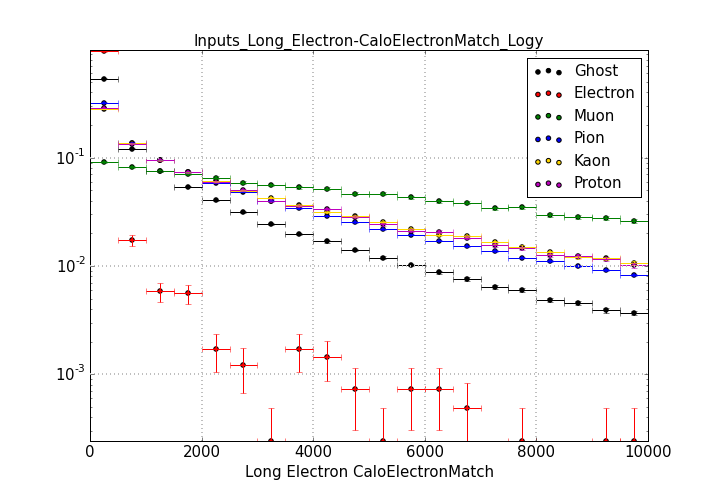 Inputs_Long_Electron-CaloElectronMatch_Logy
Ghost
Electron
Muon
Pion
Kaon
Proton
10⁻¹
10⁻²
10⁻³
0 2000 4000 6000 8000 10000
Long Electron CaloElectronMatch